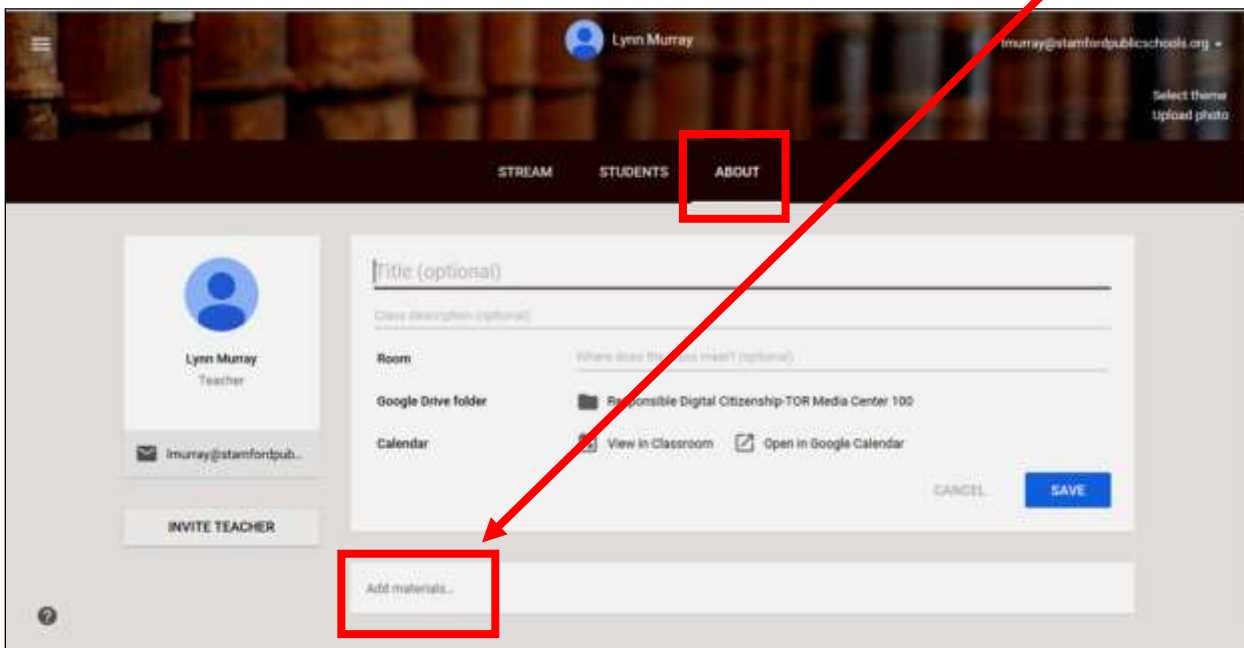 Lynn Murray
lmurray@stamfordpublicschools.org
Select theme
Upload photo
STREAM STUDENTS ABOUT
Title (optional)
Class description (optional)
Lynn Murray
Teacher
Room Where does the class meet? (optional)
Google Drive folder Responsible Digital Citizenship-TOR Media Center 100
Calendar View in Classroom Open in Google Calendar
lmurray@stamfordpub...
CANCEL SAVE
INVITE TEACHER
Add materials...
?